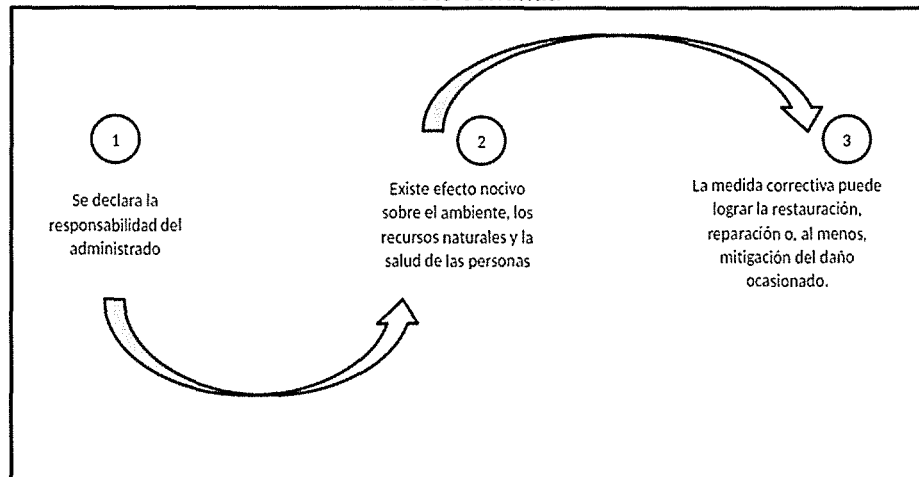 1
Se declara la
responsabilidad del
administrado
2
Existe efecto nocivo
sobre el ambiente, los
recursos naturales y la
salud de las personas
3
La medida correctiva puede
lograr la restauración,
reparación o, al menos,
mitigación del daño
ocasionado.